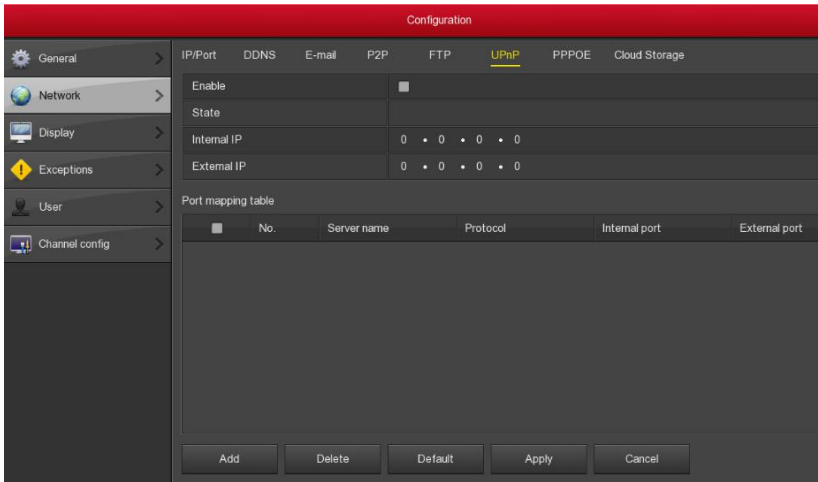 Configuration
General
Network
Display
Exceptions
User
Channel config
IP/Port DDNS E-mail P2P FTP UPnP PPPOE Cloud Storage
Enable
State
Internal IP 0 • 0 • 0 • 0
External IP 0 • 0 • 0 • 0
Port mapping table
No. Server name Protocol Internal port External port
Add Delete Default Apply Cancel